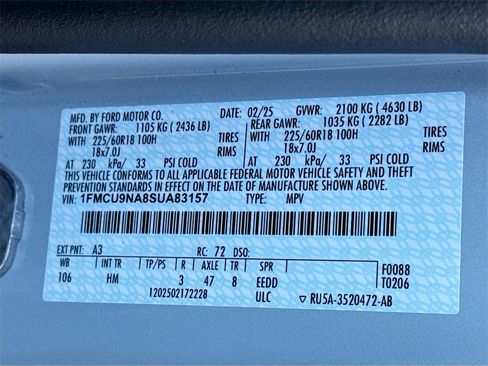 MFD. BY FORD MOTOR CO. DATE: 02/25 GVWR: 2100 KG ( 4630 LB)
FRONT GAWR: 1105 KG ( 2436 LB) REAR GAWR: 1035 KG ( 2282 LB)
WITH 225/60R18 100H TIRES WITH 225/60R18 100H TIRES
18x7.0J RIMS 18x7.0J RIMS
AT 230 kPa/ 33 PSI COLD AT 230 kPa/ 33 PSI COLD
THIS VEHICLE CONFORMS TO ALL APPLICABLE FEDERAL MOTOR VEHICLE SAFETY AND THEFT
PREVENTION STANDARDS IN EFFECT ON THE DATE OF MANUFACTURE SHOWN ABOVE.
VIN: 1FMCU9NA8SUA83157 TYPE: MPV
EXT PNT: A3 RC: 72 DSO:
WB INT TR TP/PS R AXLE TR SPR F0088
106 HM 3 47 8 EEDD T0206
1202502172228 ULC ▽ RU5A-3520472-AB